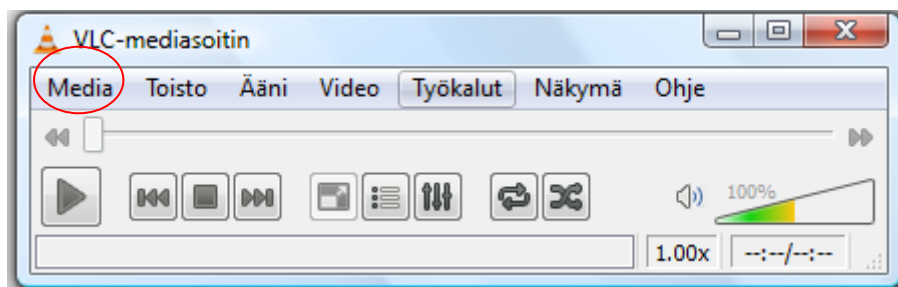 VLC-mediasoitin
Media Toisto Ääni Video Työkalut Näkymä Ohje
100%
1.00x --:--/--:--